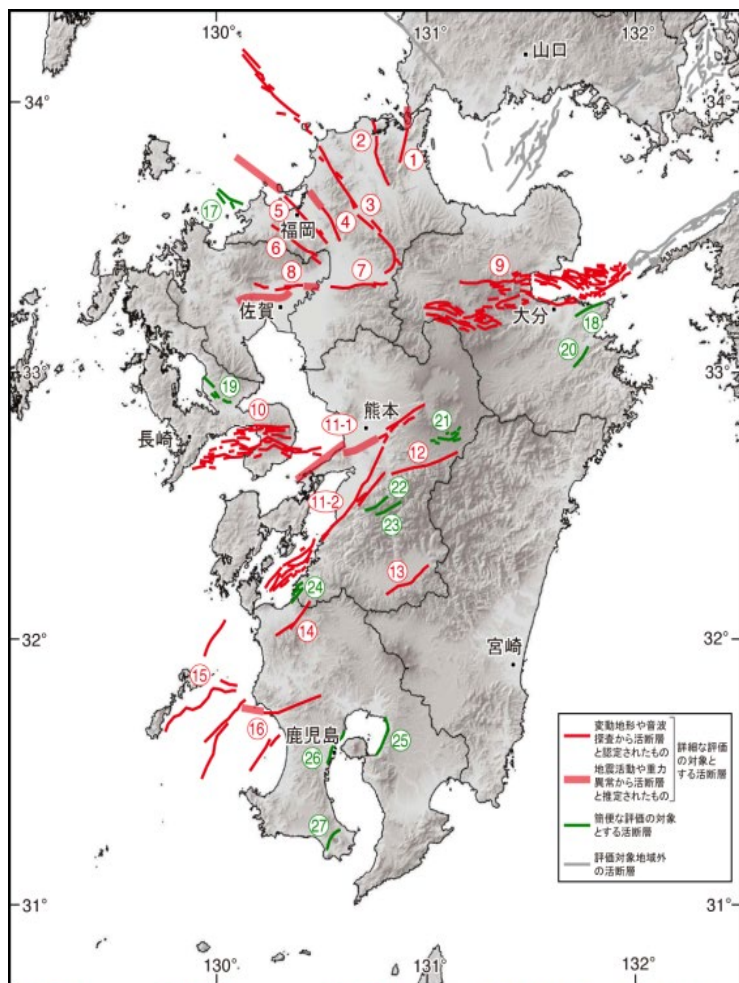 130°
131°
132°
山口
34°
34°
②
①
⑰
⑤
福岡
④
③
⑥
⑧
⑦
⑨
佐賀
大分
⑱
⑳
33°
33°
⑲
⑩
長崎
11-1
熊本
㉑
⑫
11-2
㉒
㉓
⑬
㉔
32°
⑭
32°
宮崎
⑮
⑯
鹿児島
㉖
㉕
㉗
変動地形や音波
探査から活断層
と認定されたもの
地震活動や重力
異常から活断層
と推定されたもの
詳細な評価
の対象と
する活断層
簡便な評価の対象
とする活断層
評価対象地域外
の活断層
31°
31°
130°
131°
132°